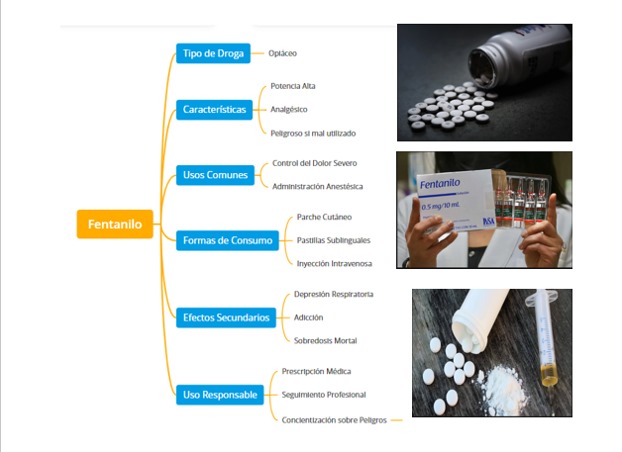 Fentanilo
Tipo de Droga
Opiáceo
Características
Potencia Alta
Analgésico
Peligroso si mal utilizado
Usos Comunes
Control del Dolor Severo
Administración Anestésica
Formas de Consumo
Parche Cutáneo
Pastillas Sublinguales
Inyección Intravenosa
Efectos Secundarios
Depresión Respiratoria
Adicción
Sobredosis Mortal
Uso Responsable
Prescripción Médica
Seguimiento Profesional
Concientización sobre Peligros
Fentanilo
0.5 mg/10 mL
PiSA